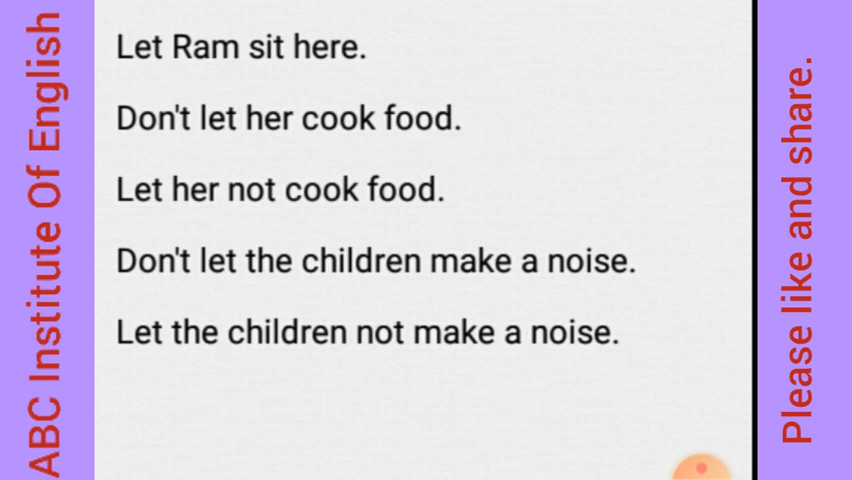 ABC Institute Of English
Let Ram sit here.
Don't let her cook food.
Let her not cook food.
Don't let the children make a noise.
Let the children not make a noise.
Please like and share.